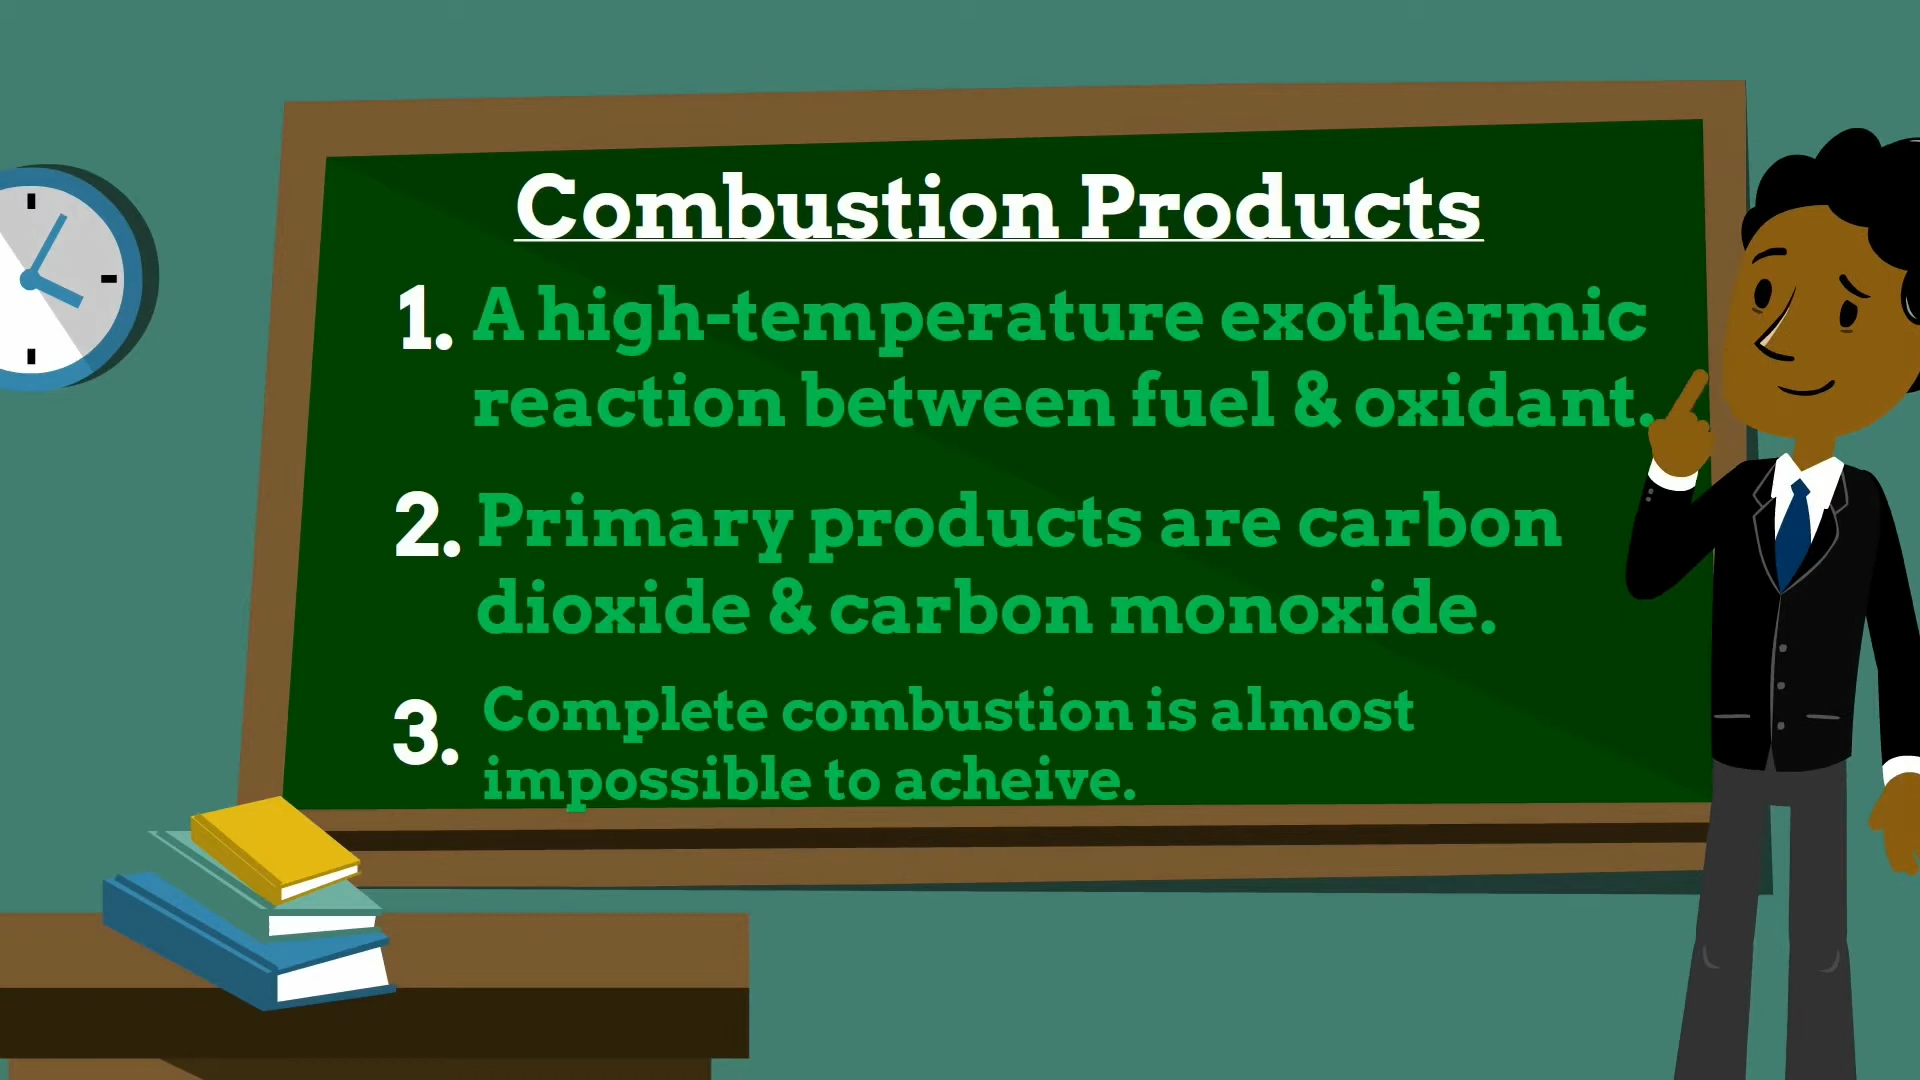 Combustion Products
1. A high-temperature exothermic
reaction between fuel & oxidant.
2. Primary products are carbon
dioxide & carbon monoxide.
3. Complete combustion is almost
impossible to acheive.